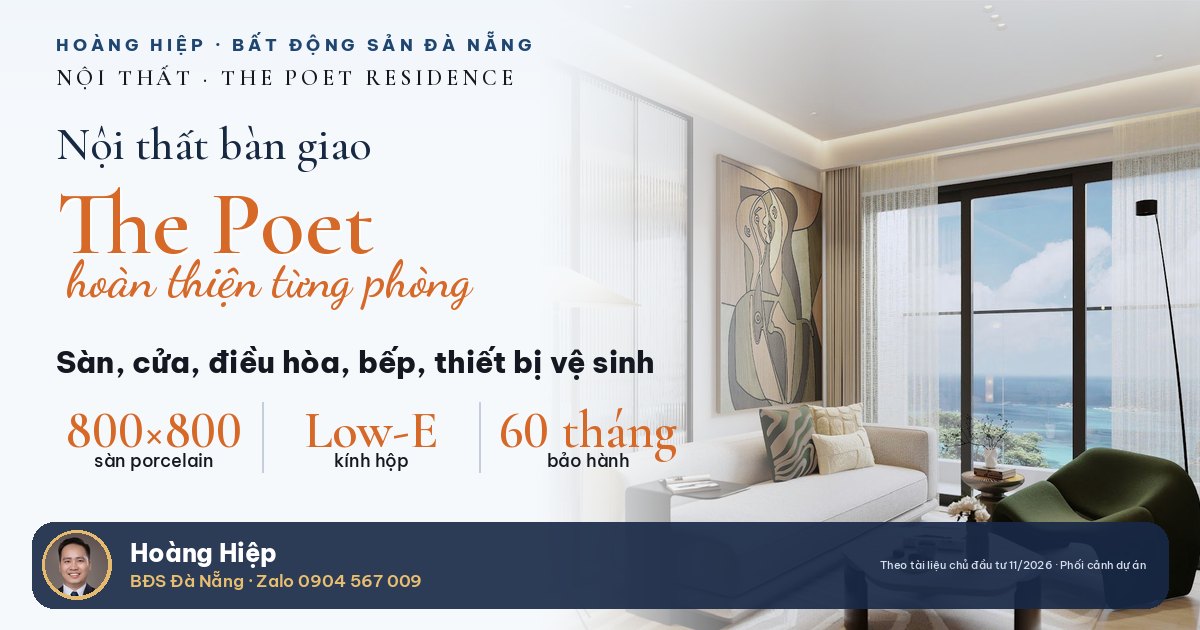 HOÀNG HIỆP · BẤT ĐỘNG SẢN ĐÀ NẴNG
NỘI THẤT · THE POET RESIDENCE
Nội thất bàn giao
The Poet
hoàn thiện từng phòng
Sàn, cửa, điều hòa, bếp, thiết bị vệ sinh
800×800
sàn porcelain
Low-E
kính hộp
60 tháng
bảo hành
Hoàng Hiệp
BĐS Đà Nẵng · Zalo 0904 567 009
Theo tài liệu chủ đầu tư 11/2026 · Phối cảnh dự án